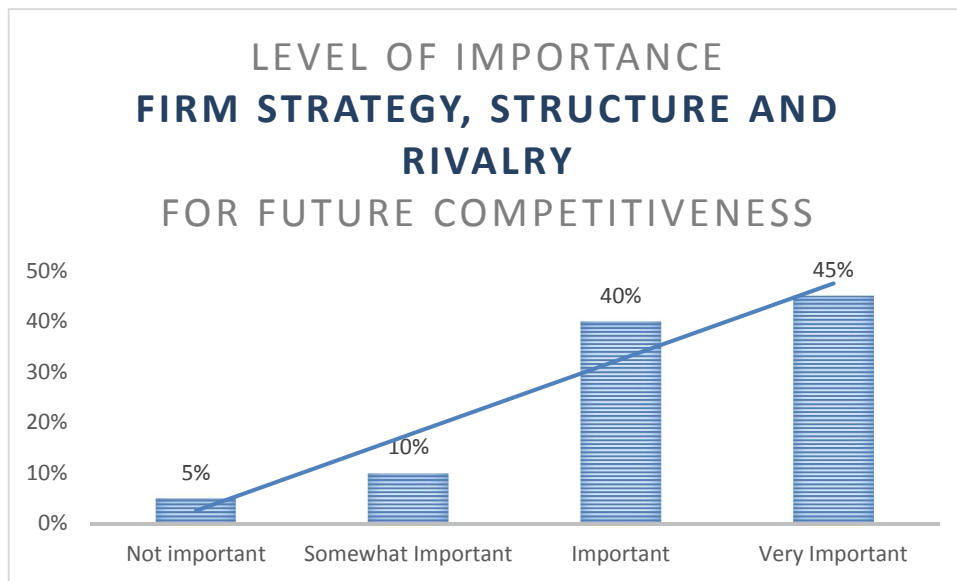 LEVEL OF IMPORTANCE
FIRM STRATEGY, STRUCTURE AND
RIVALRY
FOR FUTURE COMPETITIVENESS
50%
40%
30%
20%
10%
0%
5%
10%
40%
45%
Not important
Somewhat Important
Important
Very Important